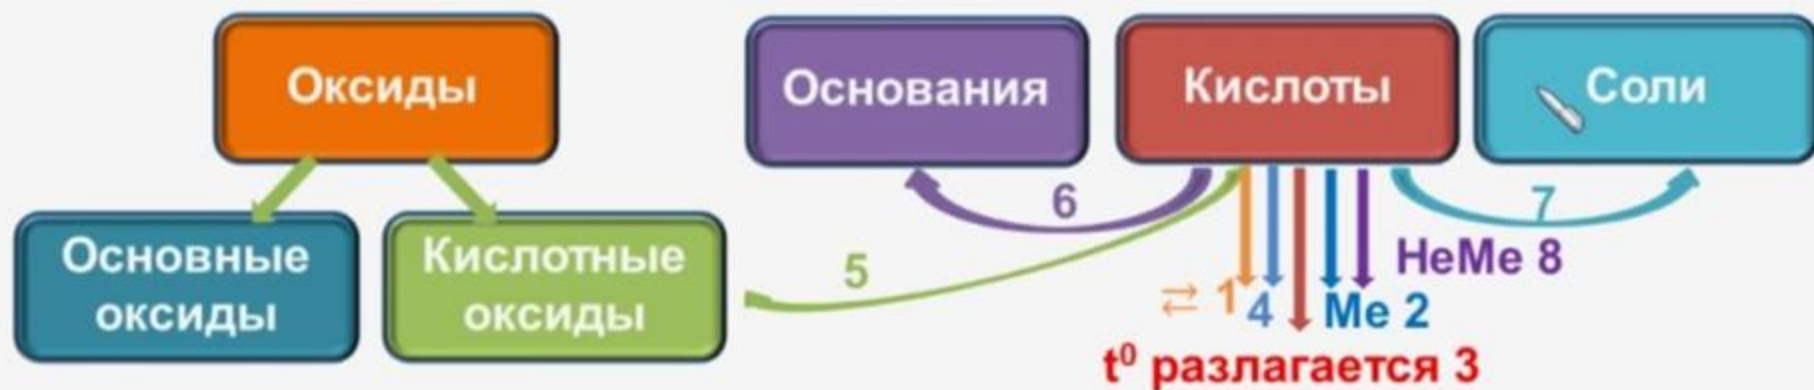 Оксиды
Основания
Кислоты
Соли
Основные
оксиды
Кислотные
оксиды
5
6
7
НеМе 8
⇄ 1
4
Ме 2
t⁰ разлагается 3